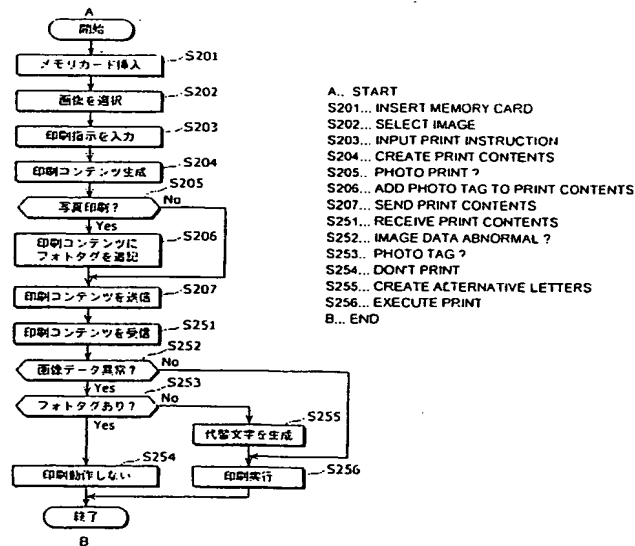 A
開始
メモリカード挿入
S201
画像を選択
S202
印刷指示を入力
S203
印刷コンテンツ生成
S204
S205
写真印刷?
No
Yes
印刷コンテンツに
フォトタグを追記
S206
印刷コンテンツを送信
S207
印刷コンテンツを受信
S251
S252
画像データ異常?
No
Yes
S253
フォトタグあり?
No
Yes
代替文字を生成
S255
印刷動作しない
S254
印刷実行
S256
終了
B
A.. START
S201... INSERT MEMORY CARD
S202... SELECT IMAGE
S203... INPUT PRINT INSTRUCTION
S204... CREATE PRINT CONTENTS
S205.. PHOTO PRINT ?
S206... ADD PHOTO TAG TO PRINT CONTENTS
S207... SEND PRINT CONTENTS
S251... RECEIVE PRINT CONTENTS
S252... IMAGE DATA ABNORMAL ?
S253.. PHOTO TAG ?
S254... DON'T PRINT
S255... CREATE ALTERNATIVE LETTERS
S256... EXECUTE PRINT
B... END